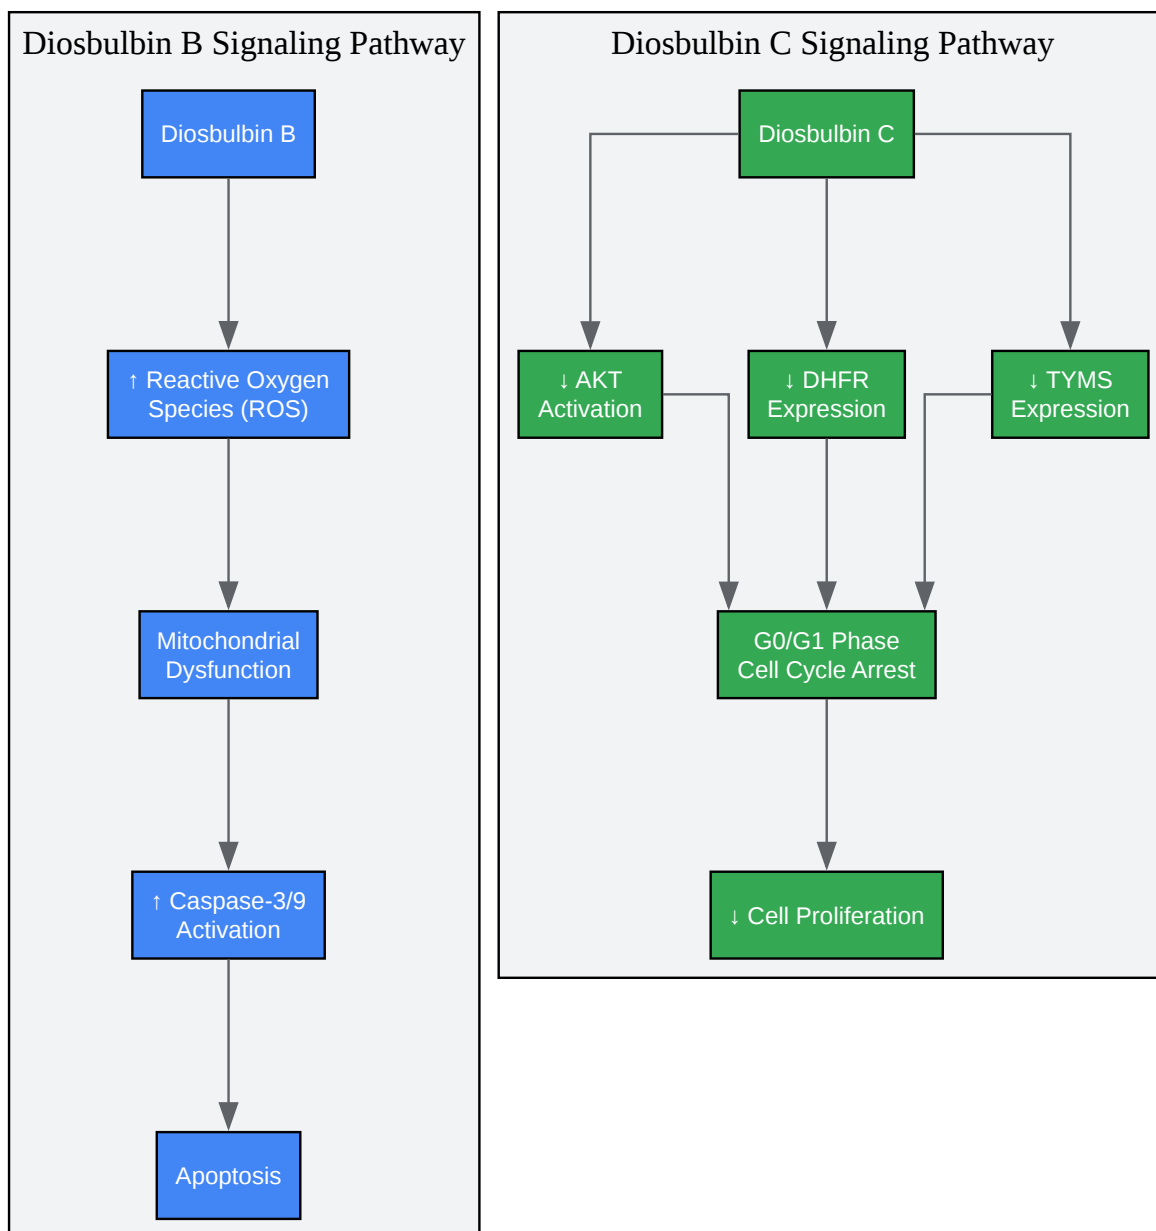 Diosbulbin B Signaling Pathway
Diosbulbin B
↑ Reactive Oxygen
Species (ROS)
Mitochondrial
Dysfunction
↑ Caspase-3/9
Activation
Apoptosis
Diosbulbin C Signaling Pathway
Diosbulbin C
↓ AKT
Activation
↓ DHFR
Expression
↓ TYMS
Expression
G0/G1 Phase
Cell Cycle Arrest
↓ Cell Proliferation